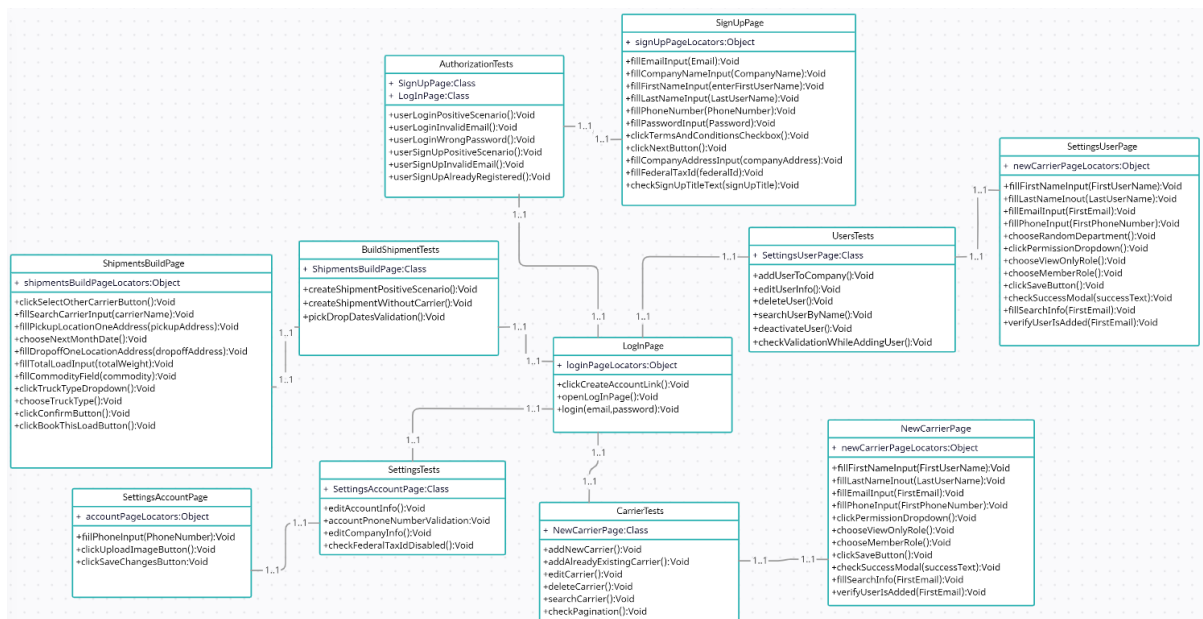 SignUpPage
+ signUpPageLocators:Object
+fillEmailInput(Email):Void
+fillCompanyNameInput(CompanyName):Void
+fillFirstNameInput(enterFirstUserName):Void
+fillLastNameInput(LastUserName):Void
+fillPhoneNumber(PhoneNumber):Void
+fillPasswordInput(Password):Void
+clickTermsAndConditionsCheckbox():Void
+clickNextButton():Void
+fillCompanyAddressInput(companyAddress):Void
+fillFederalTaxId(federalId):Void
+checkSignUpTitleText(signUpTitle):Void
AuthorizationTests
+ SignUpPage:Class
+ LogInPage:Class
+userLoginPositiveScenario():Void
+userLoginInvalidEmail():Void
+userLoginWrongPassword():Void
+userSignUpPositiveScenario():Void
+userSignUpInvalidEmail():Void
+userSignUpAlreadyRegistered():Void
1..1
1..1
1..1
SettingsUserPage
+ newCarrierPageLocators:Object
+fillFirstNameInput(FirstUserName):Void
+fillLastNameInout(LastUserName):Void
+fillEmailInput(FirstEmail):Void
+fillPhoneInput(FirstPhoneNumber):Void
+chooseRandomDepartment():Void
+clickPermissionDropdown():Void
+chooseViewOnlyRole():Void
+chooseMemberRole():Void
+clickSaveButton():Void
+checkSuccessModal(successText):Void
+fillSearchInfo(FirstEmail):Void
+verifyUserIsAdded(FirstEmail):Void
1..1
1..1
UsersTests
+ SettingsUserPage:Class
+addUserToCompany():Void
+editUserInfo():Void
+deleteUser():Void
+searchUserByName():Void
+deactivateUser():Void
+checkValidationWhileAddingUser():Void
1..1
1..1
BuildShipmentTests
+ ShipmentsBuildPage:Class
+createShipmentPositiveScenario():Void
+createShipmentWithoutCarrier():Void
+pickDropDatesValidation():Void
ShipmentsBuildPage
+ shipmentsBuildPageLocators:Object
+clickSelectOtherCarrierButton():Void
+fillSearchCarrierInput(carrierName):Void
+fillPickupLocationOneAddress(pickupAddress):Void
+chooseNextMonthDate():Void
+fillDropoffOneLocationAddress(dropoffAddress):Void
+fillTotalLoadInput(totalWeight):Void
+fillCommodityField(commodity):Void
+clickTruckTypeDropdown():Void
+chooseTruckType():Void
+clickConfirmButton():Void
+clickBookThisLoadButton():Void
1..1
1..1
1..1
1..1
1..1
LogInPage
+ loginPageLocators:Object
+clickCreateAccountLink():Void
+openLogInPage():Void
+login(email,password):Void
1..1
1..1
1..1
1..1
SettingsTests
+ SettingsAccountPage:Class
+editAccountInfo():Void
+accountPnoneNumberValidation:Void
+editCompanyInfo():Void
+checkFederalTaxIdDisabled():Void
SettingsAccountPage
+ accountPageLocators:Object
+fillPhoneInput(PhoneNumber):Void
+clickUploadImageButton():Void
+clickSaveChangesButton:Void
1..1
1..1
CarrierTests
+ NewCarrierPage:Class
+addNewCarrier():Void
+addAlreadyExistingCarrier():Void
+editCarrier():Void
+deleteCarrier():Void
+searchCarrier():Void
+checkPagination():Void
1..1
1..1
NewCarrierPage
+ newCarrierPageLocators:Object
+fillFirstNameInput(FirstUserName):Void
+fillLastNameInout(LastUserName):Void
+fillEmailInput(FirstEmail):Void
+fillPhoneInput(FirstPhoneNumber):Void
+clickPermissionDropdown():Void
+chooseViewOnlyRole():Void
+chooseMemberRole():Void
+clickSaveButton():Void
+checkSuccessModal(successText):Void
+fillSearchInfo(FirstEmail):Void
+verifyUserIsAdded(FirstEmail):Void